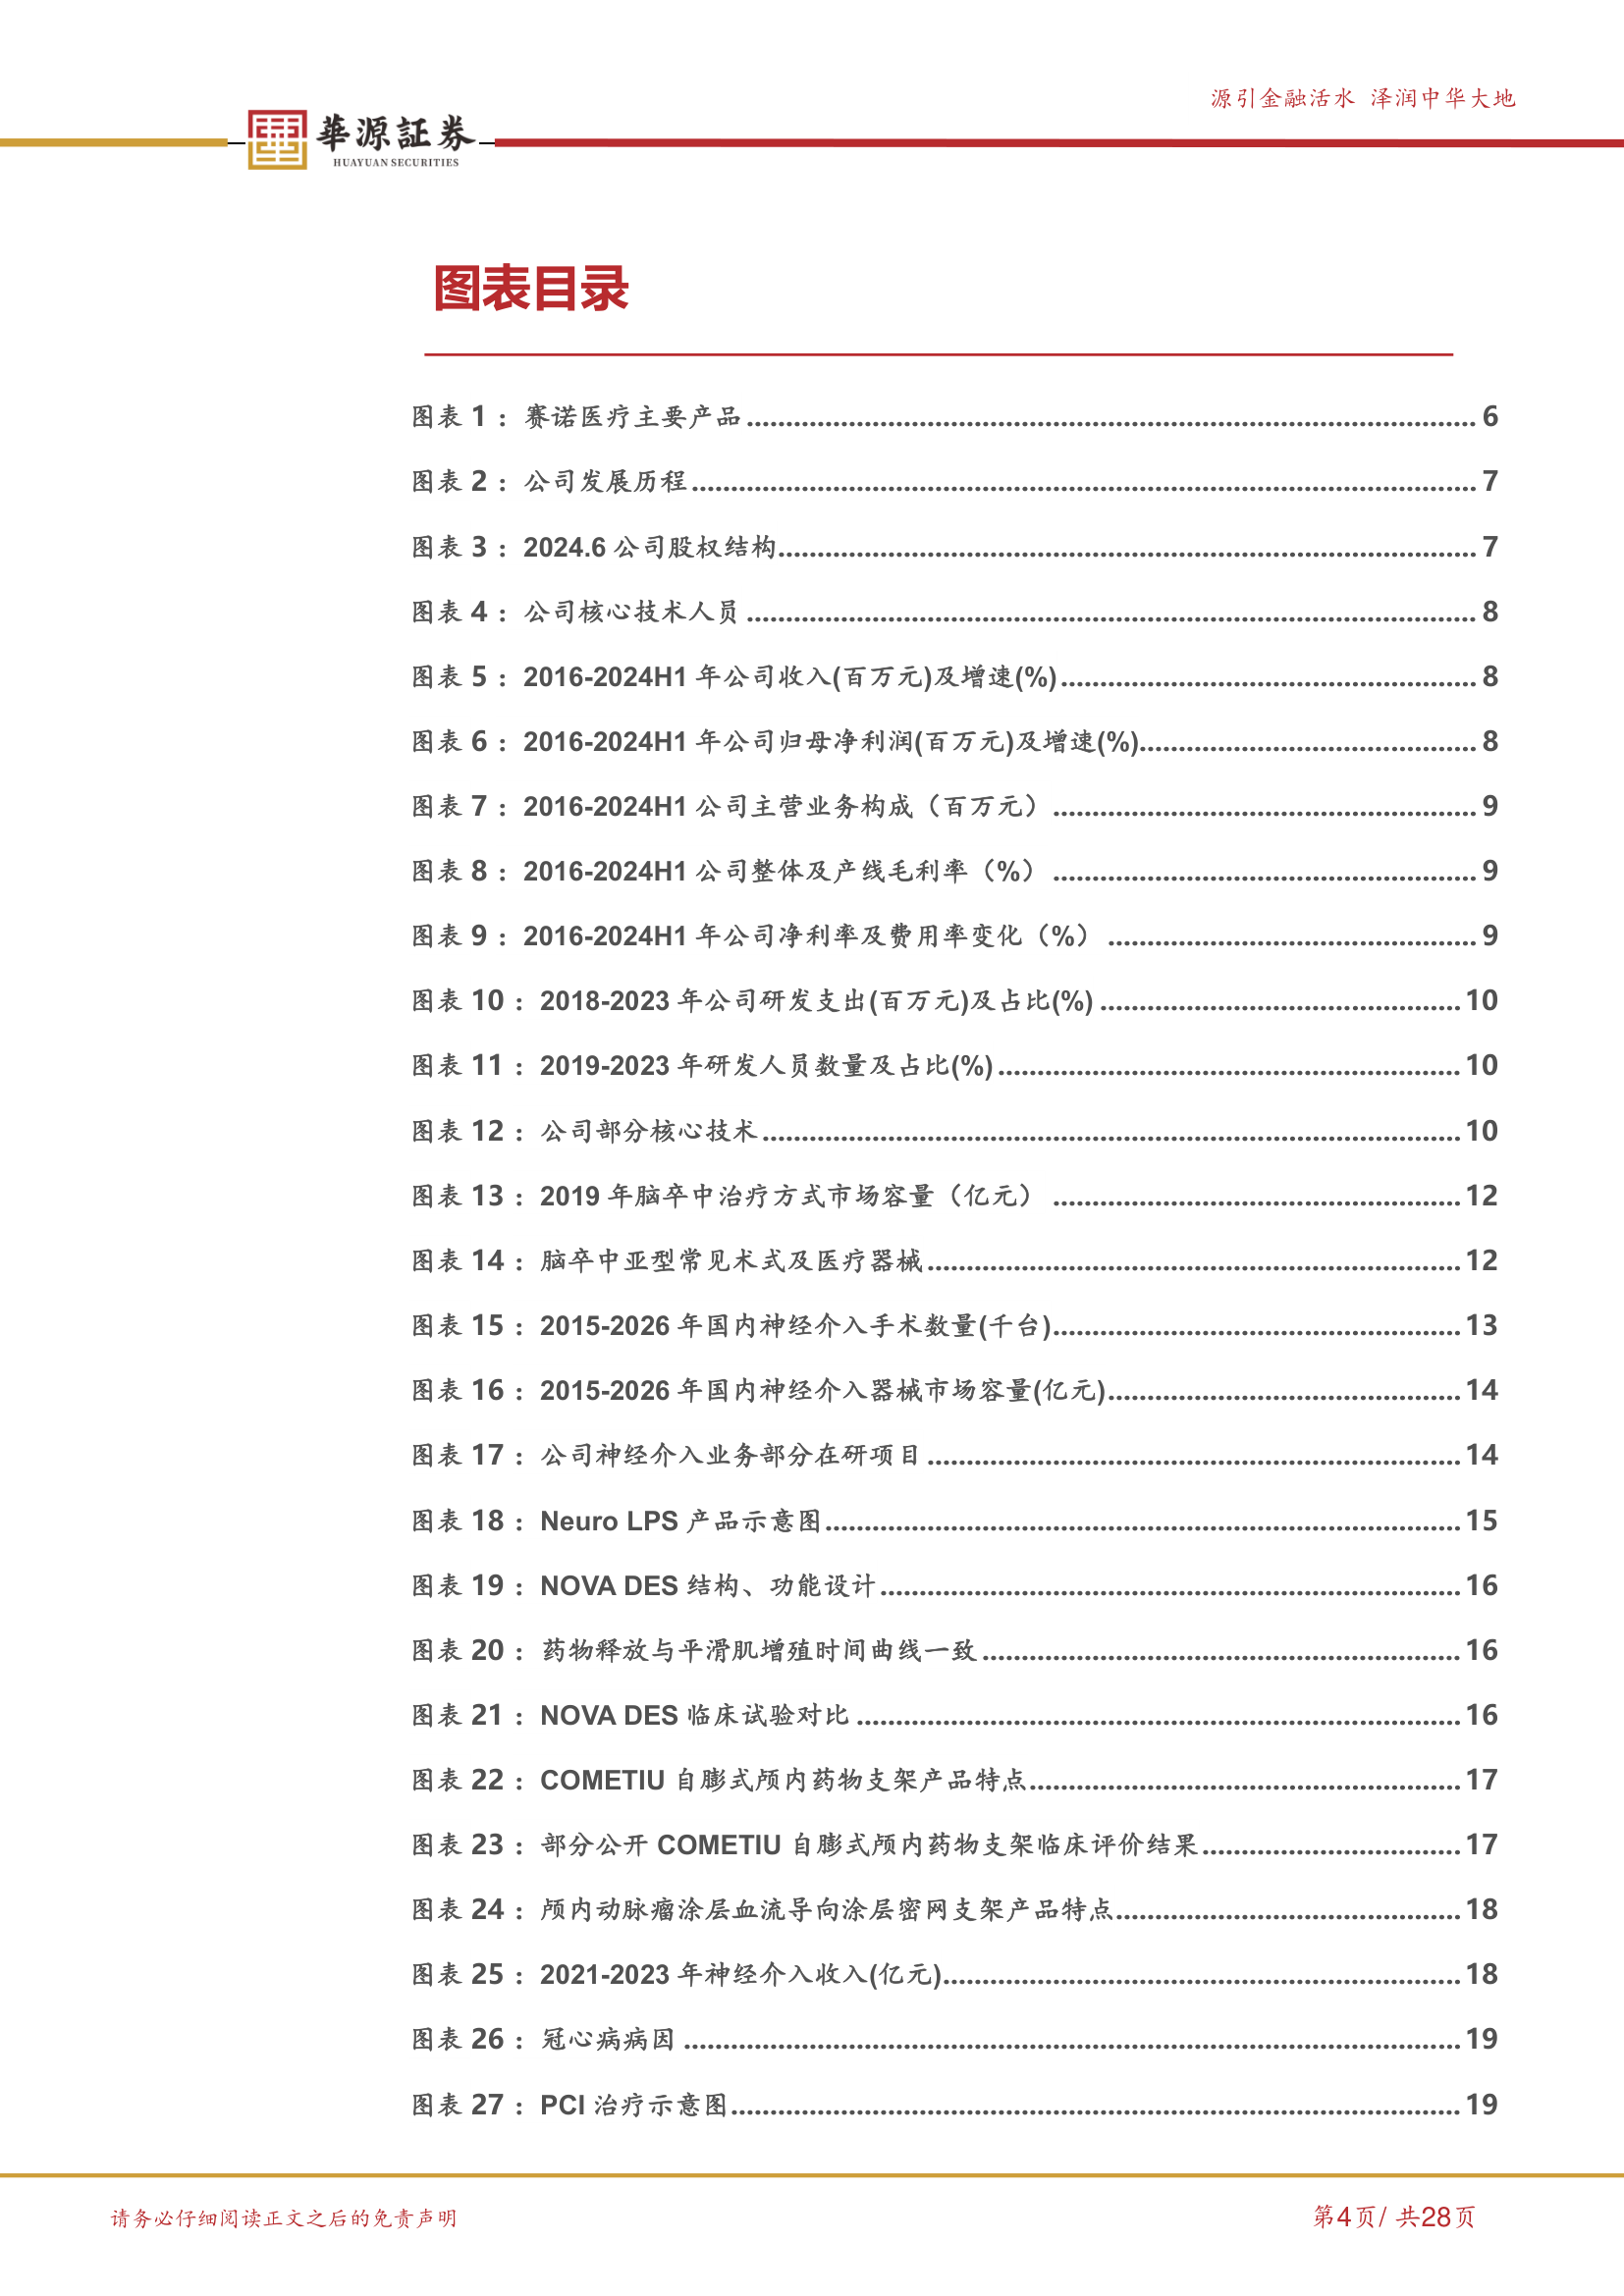 源引金融活水 泽润中华大地
華源証券
HUAYUAN SECURITIES
图表目录
图表 1：赛诺医疗主要产品 6
图表 2：公司发展历程 7
图表 3：2024.6 公司股权结构 7
图表 4：公司核心技术人员 8
图表 5：2016-2024H1 年公司收入(百万元)及增速(%) 8
图表 6：2016-2024H1 年公司归母净利润(百万元)及增速(%) 8
图表 7：2016-2024H1 公司主营业务构成（百万元） 9
图表 8：2016-2024H1 公司整体及产线毛利率（%） 9
图表 9：2016-2024H1 年公司净利率及费用率变化（%） 9
图表 10：2018-2023 年公司研发支出(百万元)及占比(%) 10
图表 11：2019-2023 年研发人员数量及占比(%) 10
图表 12：公司部分核心技术 10
图表 13：2019 年脑卒中治疗方式市场容量（亿元） 12
图表 14：脑卒中亚型常见术式及医疗器械 12
图表 15：2015-2026 年国内神经介入手术数量(千台) 13
图表 16：2015-2026 年国内神经介入器械市场容量(亿元) 14
图表 17：公司神经介入业务部分在研项目 14
图表 18：Neuro LPS 产品示意图 15
图表 19：NOVA DES 结构、功能设计 16
图表 20：药物释放与平滑肌增殖时间曲线一致 16
图表 21：NOVA DES 临床试验对比 16
图表 22：COMETIU 自膨式颅内药物支架产品特点 17
图表 23：部分公开 COMETIU 自膨式颅内药物支架临床评价结果 17
图表 24：颅内动脉瘤涂层血流导向涂层密网支架产品特点 18
图表 25：2021-2023 年神经介入收入(亿元) 18
图表 26：冠心病病因 19
图表 27：PCI 治疗示意图 19
请务必仔细阅读正文之后的免责声明
第4页/ 共28页